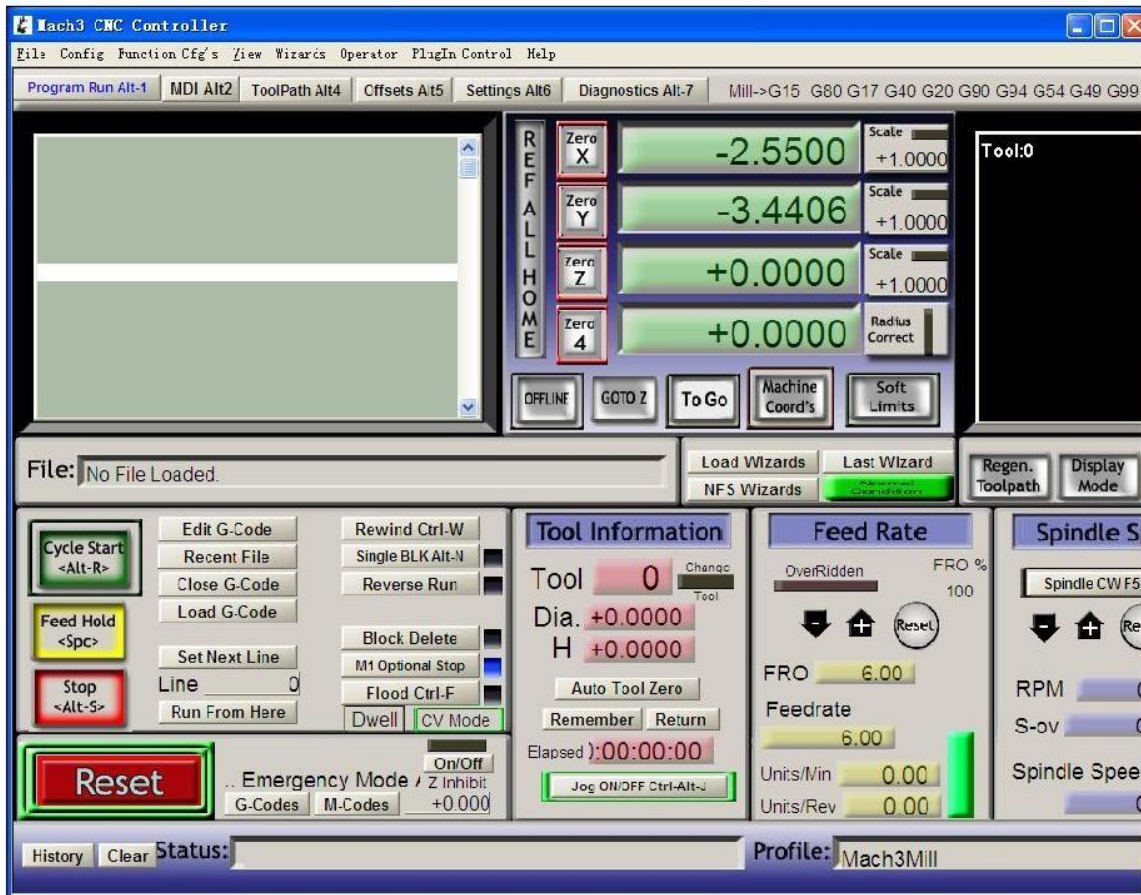 Mach3 CNC Controller
File Config Function Cfg's View Wizards Operator PlugIn Control Help
Program Run Alt-1 MDI Alt2 ToolPath Alt4 Offsets Alt5 Settings Alt6 Diagnostics Alt-7 Mill->G15 G80 G17 G40 G20 G90 G94 G54 G49 G99
REF ALL HOME
Zero X -2.5500 Scale +1.0000
Zero Y -3.4406 Scale +1.0000
Zero Z +0.0000 Scale +1.0000
Zero 4 +0.0000 Radius Correct
Tool:0
OFFLINE GOTO Z To Go Machine Coord's Soft Limits
File: No File Loaded.
Load Wizards Last Wizard
NFS Wizards Normal Condition
Regen. Toolpath Display Mode
Cycle Start <Alt-R>
Feed Hold <Spc>
Stop <Alt-S>
Edit G-Code
Recent File
Close G-Code
Load G-Code
Set Next Line
Line 0
Run From Here
Rewind Ctrl-W
Single BLK Alt-N
Reverse Run
Block Delete
M1 Optional Stop
Flood Ctrl-F
Dwell CV Mode
Reset
.. Emergency Mode
G-Codes M-Codes
On/Off
Z Inhibit
+0.000
Tool Information
Tool 0 Change Tool
Dia. +0.0000
H +0.0000
Auto Tool Zero
Remember Return
Elapsed ):00:00:00
Jog ON/OFF Ctrl-Alt-J
Feed Rate
OverRidden FRO %
100
Reset
FRO 6.00
Feedrate
6.00
Units/Min 0.00
Units/Rev 0.00
Spindle S
Spindle CW F5
Re
RPM
S-ov
Spindle Spee
History Clear Status:
Profile: Mach3Mill